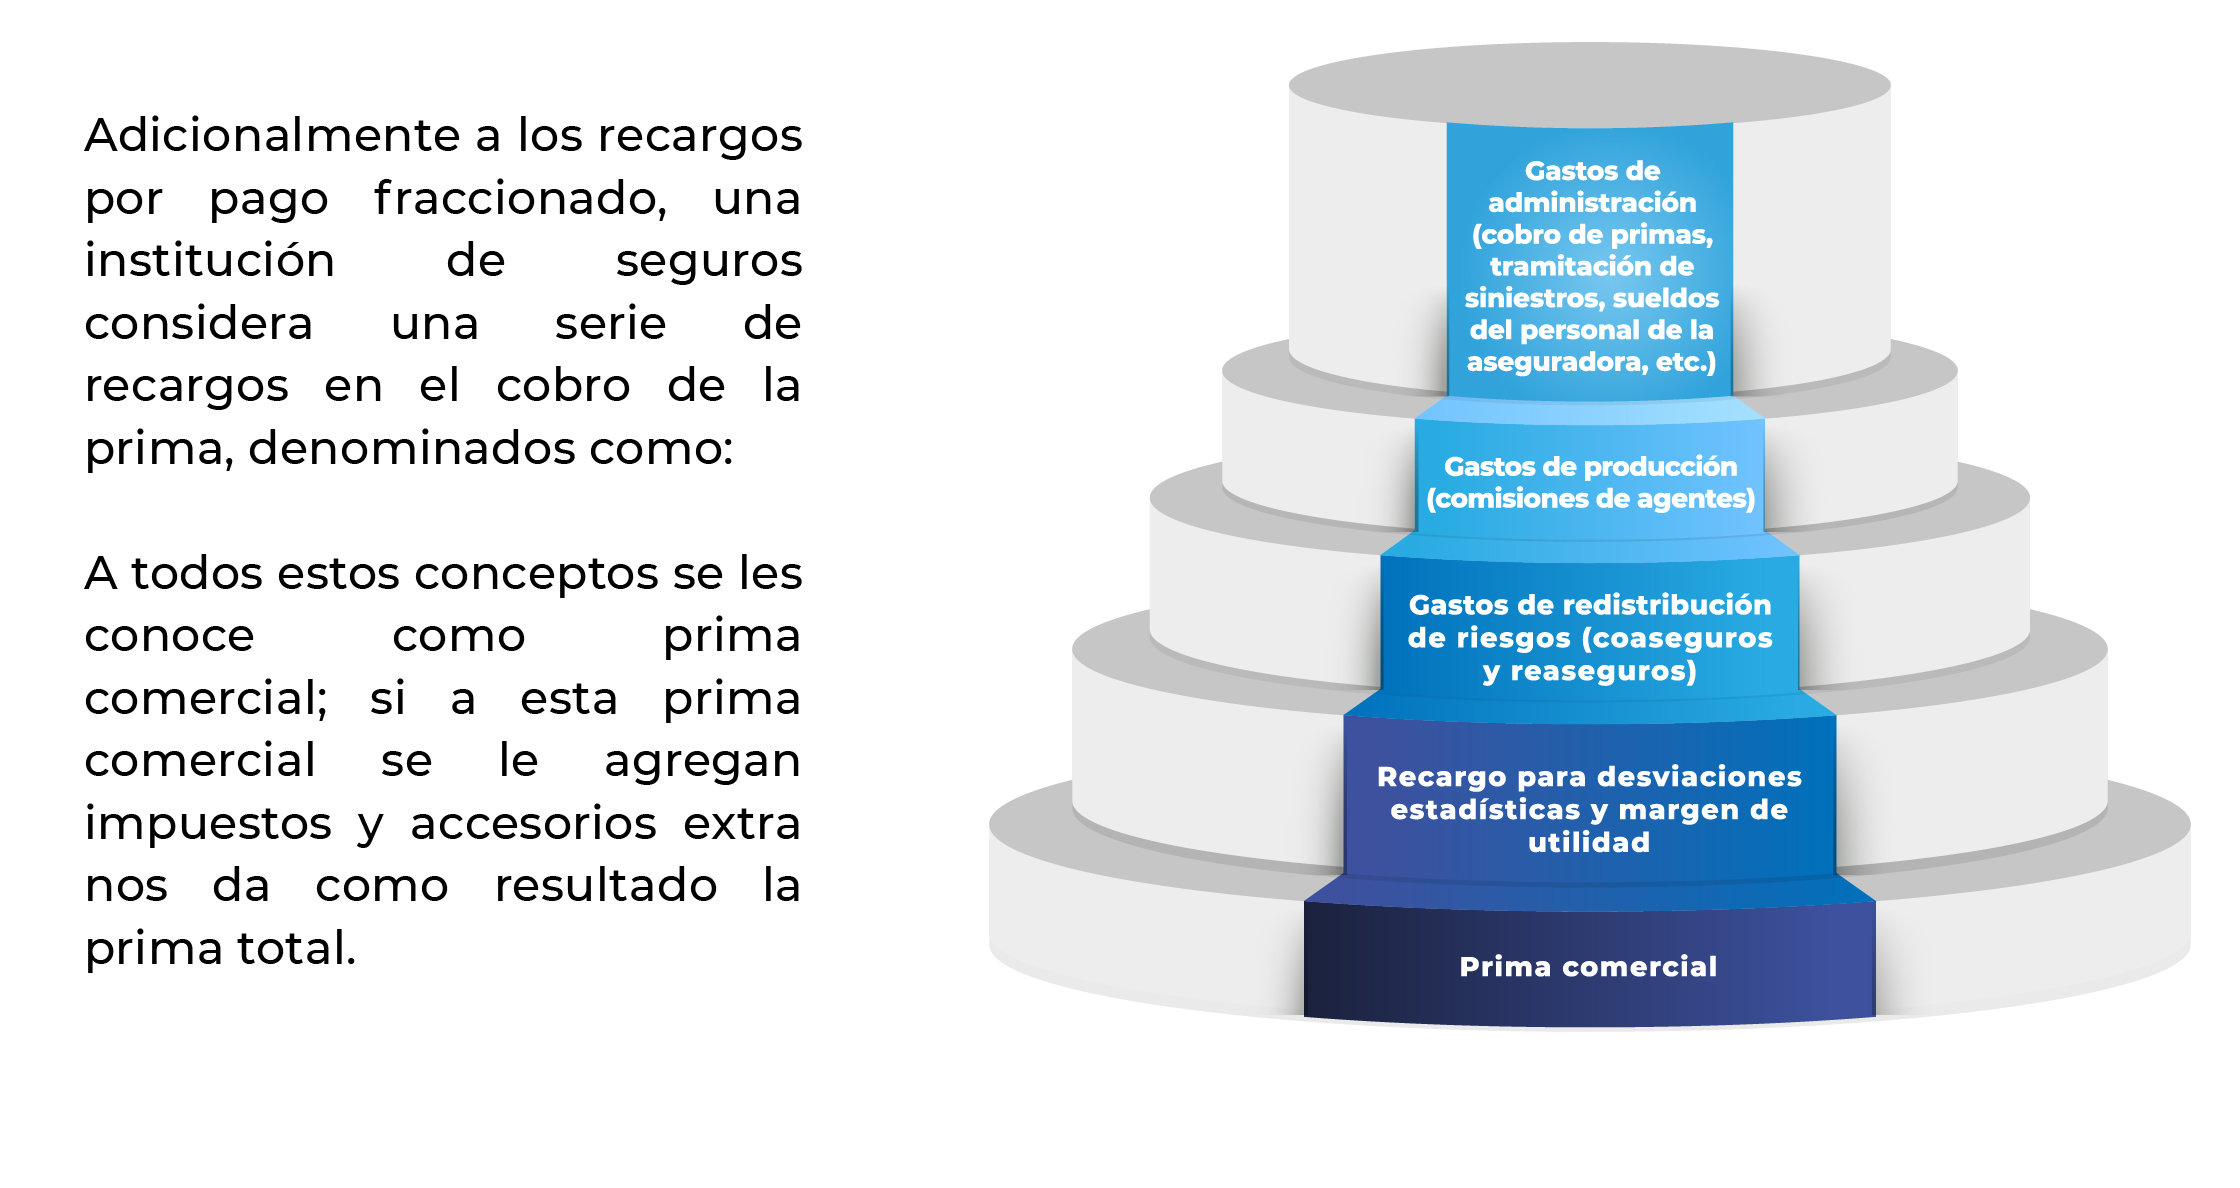 Adicionalmente a los recargos
por pago fraccionado, una
institución de seguros
considera una serie de
recargos en el cobro de la
prima, denominados como:
A todos estos conceptos se les
conoce como prima
comercial; si a esta prima
comercial se le agregan
impuestos y accesorios extra
nos da como resultado la
prima total.
Gastos de
administración
(cobro de primas,
tramitación de
siniestros, sueldos
del personal de la
aseguradora, etc.)
Gastos de producción
(comisiones de agentes)
Gastos de redistribución
de riesgos (coaseguros
y reaseguros)
Recargo para desviaciones
estadísticas y margen de
utilidad
Prima comercial